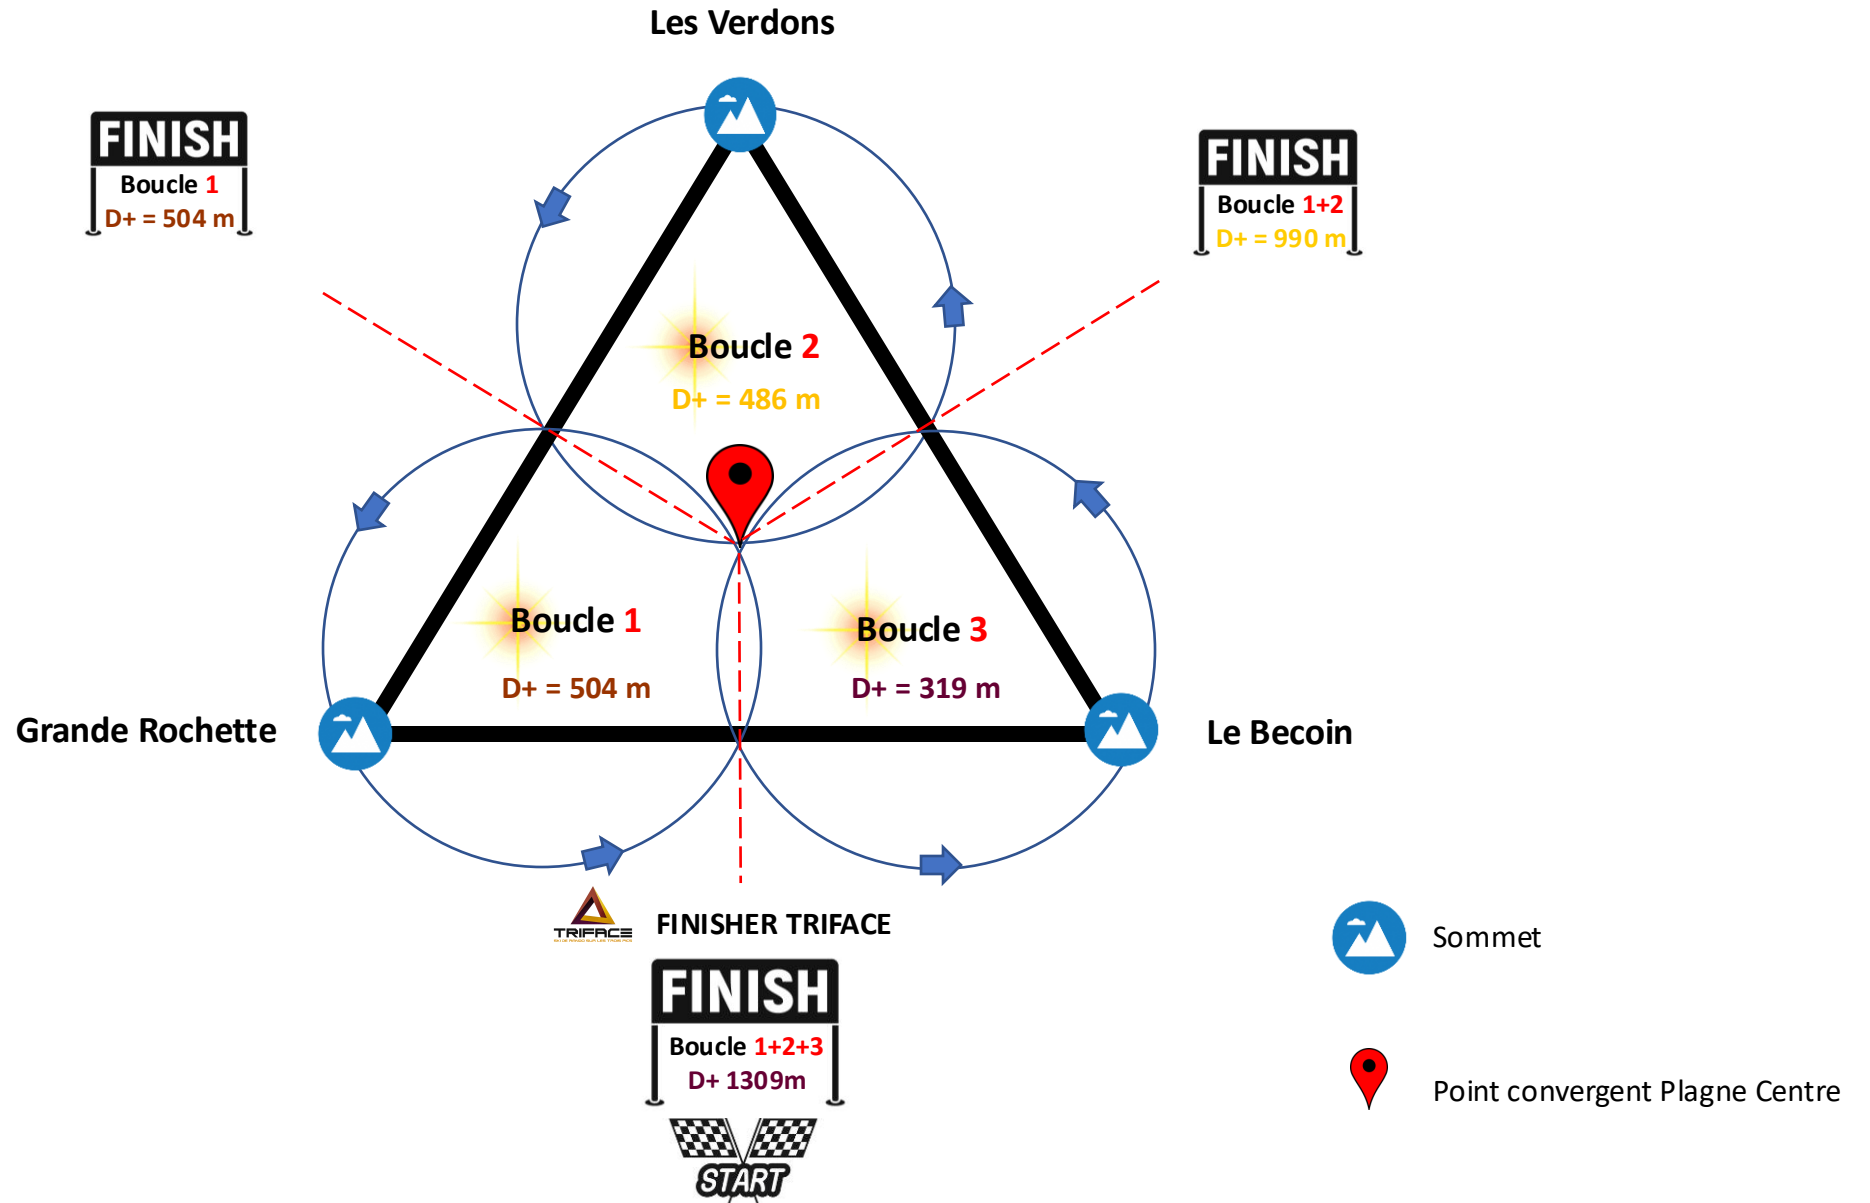 Les Verdons
FINISH
Boucle 1
D+ = 504 m
FINISH
Boucle 1+2
D+ = 990 m
Boucle 2
D+ = 486 m
Boucle 1
D+ = 504 m
Boucle 3
D+ = 319 m
Grande Rochette
Le Becoin
TRIFACE
FINISHER TRIFACE
FINISH
Boucle 1+2+3
D+ 1309m
START
Sommet
Point convergent Plagne Centre